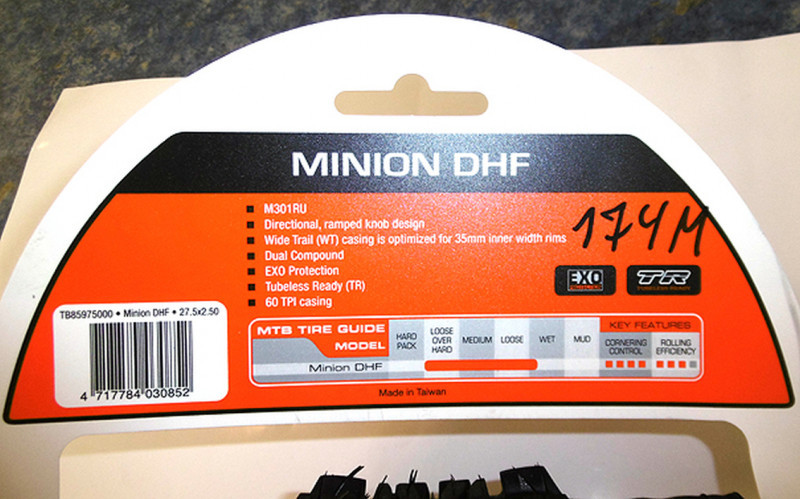 MINION DHF
M301RU
Directional, ramped knob design
Wide Trail (WT) casing is optimized for 35mm inner width rims
Dual Compound
EXO Protection
Tubeless Ready (TR)
60 TPI casing
174M
EXO
TR
TUBELESS READY
TB85975000 • Minion DHF • 27.5x2.50
4 717784 030852
MTB TIRE GUIDE
MODEL
HARD PACK
LOOSE OVER HARD
MEDIUM
LOOSE
WET
MUD
KEY FEATURES
CORNERING CONTROL
ROLLING EFFICIENCY
Minion DHF
Made in Taiwan